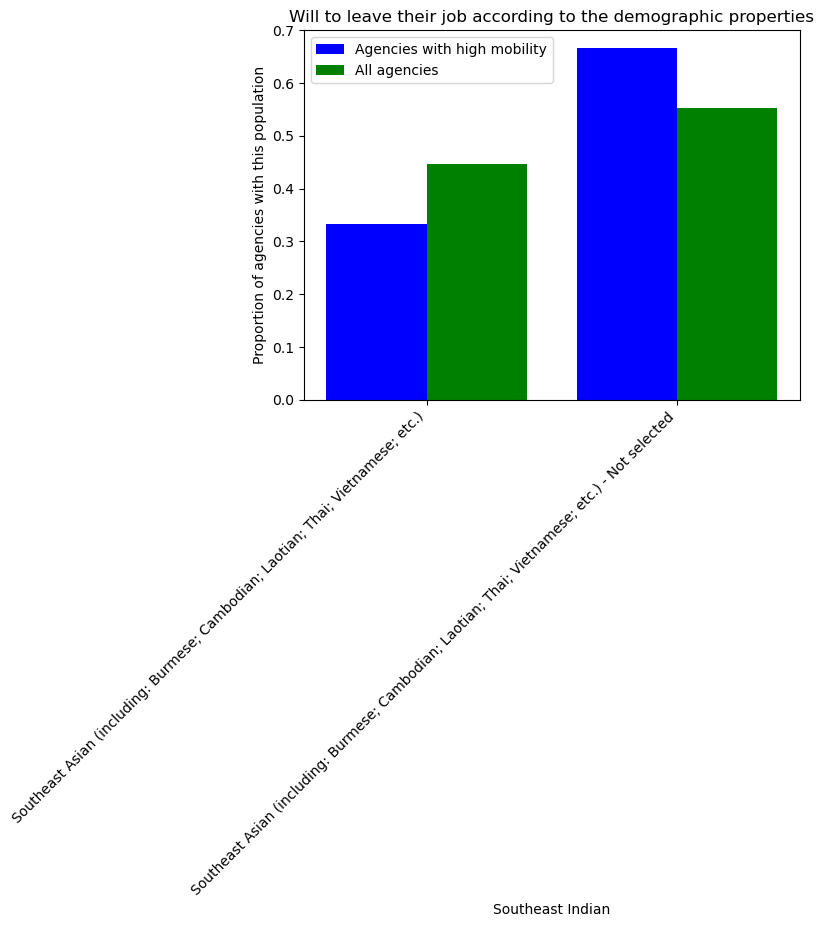 Will to leave their job according to the demographic properties
Agencies with high mobility
All agencies
Proportion of agencies with this population
0.7
0.6
0.5
0.4
0.3
0.2
0.1
0.0
Southeast Asian (including: Burmese; Cambodian; Laotian; Thai; Vietnamese; etc.)
Southeast Asian (including: Burmese; Cambodian; Laotian; Thai; Vietnamese; etc.) - Not selected
Southeast Indian